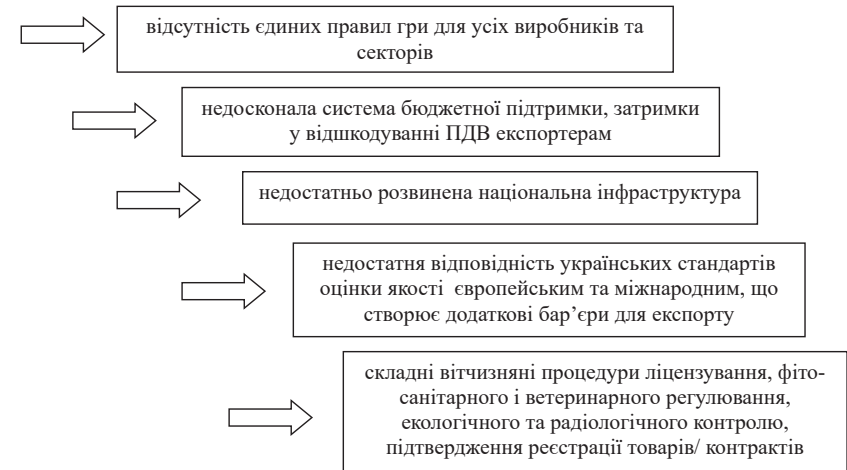 відсутність єдиних правил гри для усіх виробників та
секторів
недосконала система бюджетної підтримки, затримки
у відшкодуванні ПДВ експортерам
недостатньо розвинена національна інфраструктура
недостатня відповідність українських стандартів
оцінки якості європейським та міжнародним, що
створює додаткові бар’єри для експорту
складні вітчизняні процедури ліцензування, фіто-
санітарного і ветеринарного регулювання,
екологічного та радіологічного контролю,
підтвердження реєстрації товарів/ контрактів